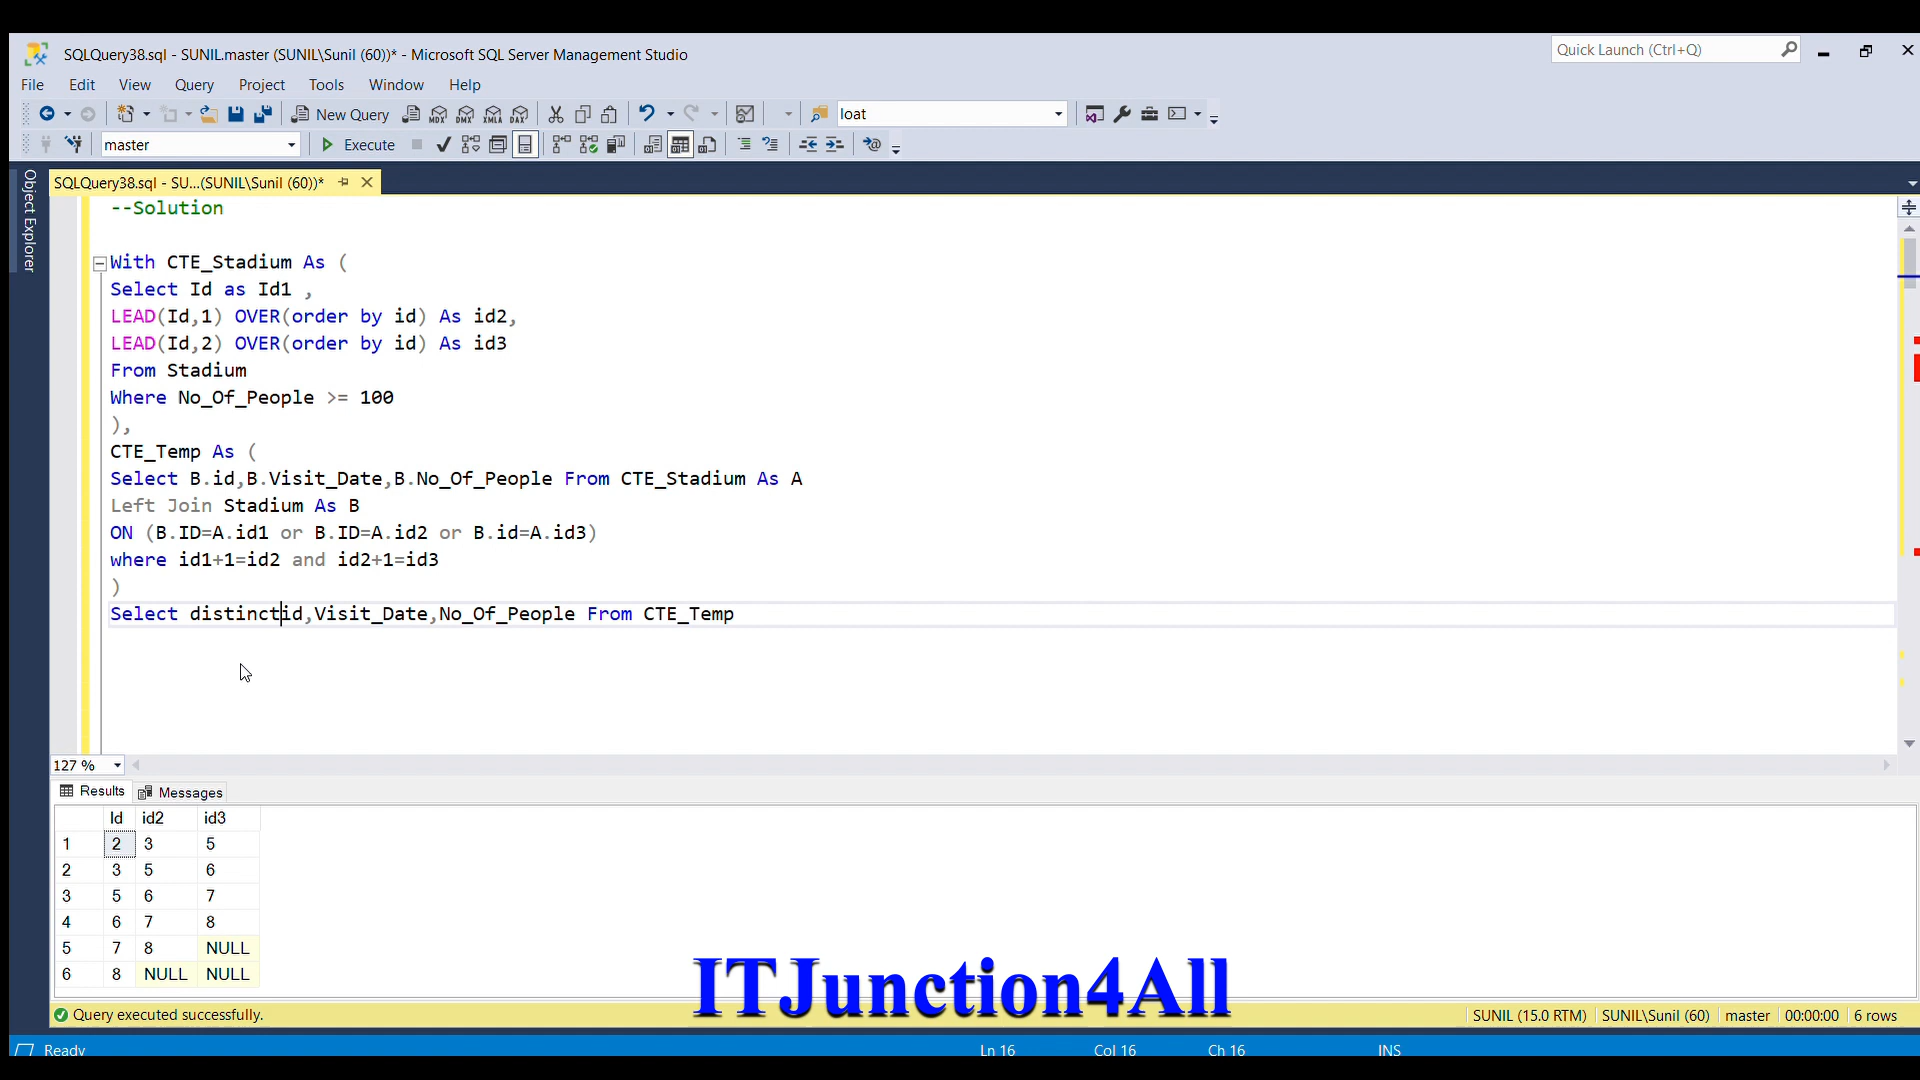 SQLQuery38.sql - SUNIL.master (SUNIL\Sunil (60))* - Microsoft SQL Server Management Studio
Quick Launch (Ctrl+Q)
File Edit View Query Project Tools Window Help
New Query MDX DMX XMLA DAX loat
master Execute
Object Explorer
SQLQuery38.sql - SU...(SUNIL\Sunil (60))*
--Solution
With CTE_Stadium As (
Select Id as Id1 ,
LEAD(Id,1) OVER(order by id) As id2,
LEAD(Id,2) OVER(order by id) As id3
From Stadium
Where No_Of_People >= 100
),
CTE_Temp As (
Select B.id,B.Visit_Date,B.No_Of_People From CTE_Stadium As A
Left Join Stadium As B
ON (B.ID=A.id1 or B.ID=A.id2 or B.id=A.id3)
where id1+1=id2 and id2+1=id3
)
Select distinctid,Visit_Date,No_Of_People From CTE_Temp
127 %
Results Messages
Id id2 id3
1 2 3 5
2 3 5 6
3 5 6 7
4 6 7 8
5 7 8 NULL
6 8 NULL NULL
ITJunction4All
Query executed successfully. SUNIL (15.0 RTM) SUNIL\Sunil (60) master 00:00:00 6 rows
Ready Ln 16 Col 16 Ch 16 INS